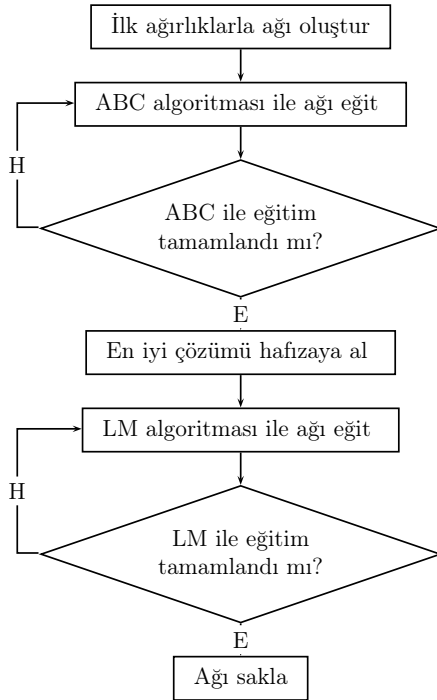 İlk ağırlıklarla ağı oluştur
ABC algoritması ile ağı eğit
H
ABC ile eğitim
tamamlandı mı?
E
En iyi çözümü hafızaya al
LM algoritması ile ağı eğit
H
LM ile eğitim
tamamlandı mı?
E
Ağı sakla